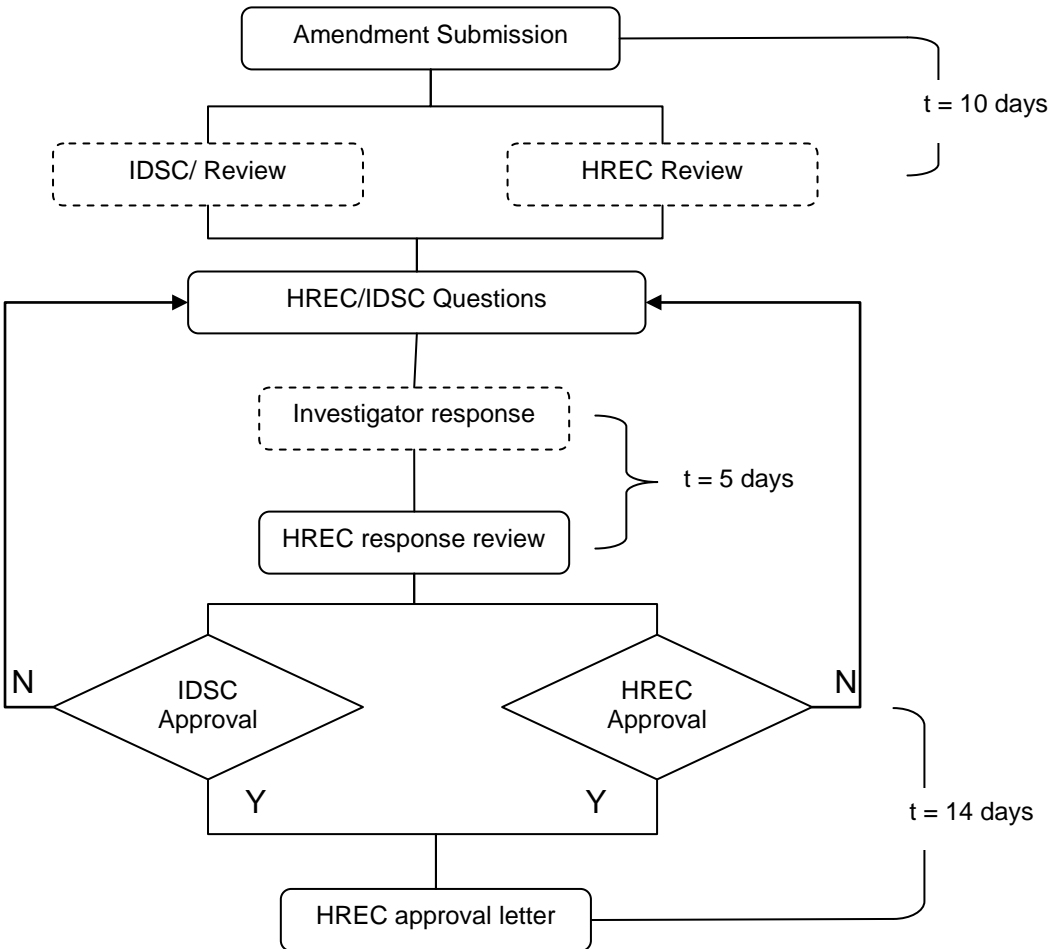 Amendment Submission
t = 10 days
IDSC/ Review
HREC Review
HREC/IDSC Questions
Investigator response
t = 5 days
HREC response review
N
IDSC
Approval
HREC
Approval
N
Y
Y
t = 14 days
HREC approval letter